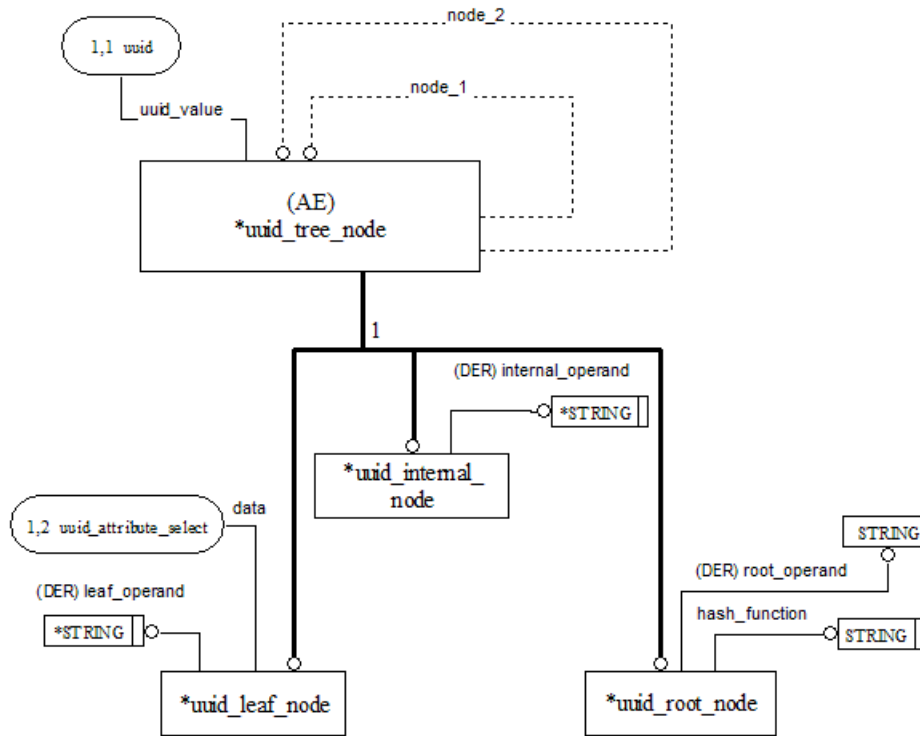 node_2
1,1 uuid
node_1
uuid_value
(AE)
*uuid_tree_node
1
(DER) internal_operand
*STRING
*uuid_internal_
node
data
1,2 uuid_attribute_select
STRING
(DER) root_operand
(DER) leaf_operand
hash_function
*STRING
STRING
*uuid_leaf_node
*uuid_root_node